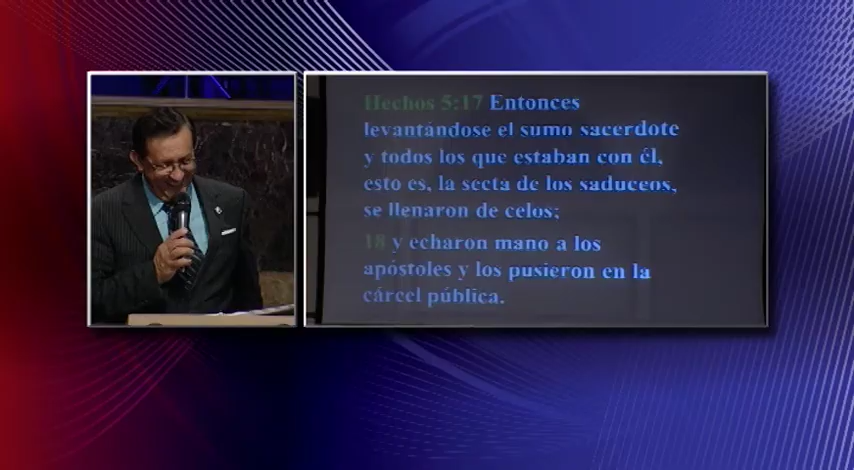 Hechos 5:17 Entonces
levantándose el sumo sacerdote
y todos los que estaban con él,
esto es, la secta de los saduceos,
se llenaron de celos;
18 y echaron mano a los
apóstoles y los pusieron en la
cárcel pública.